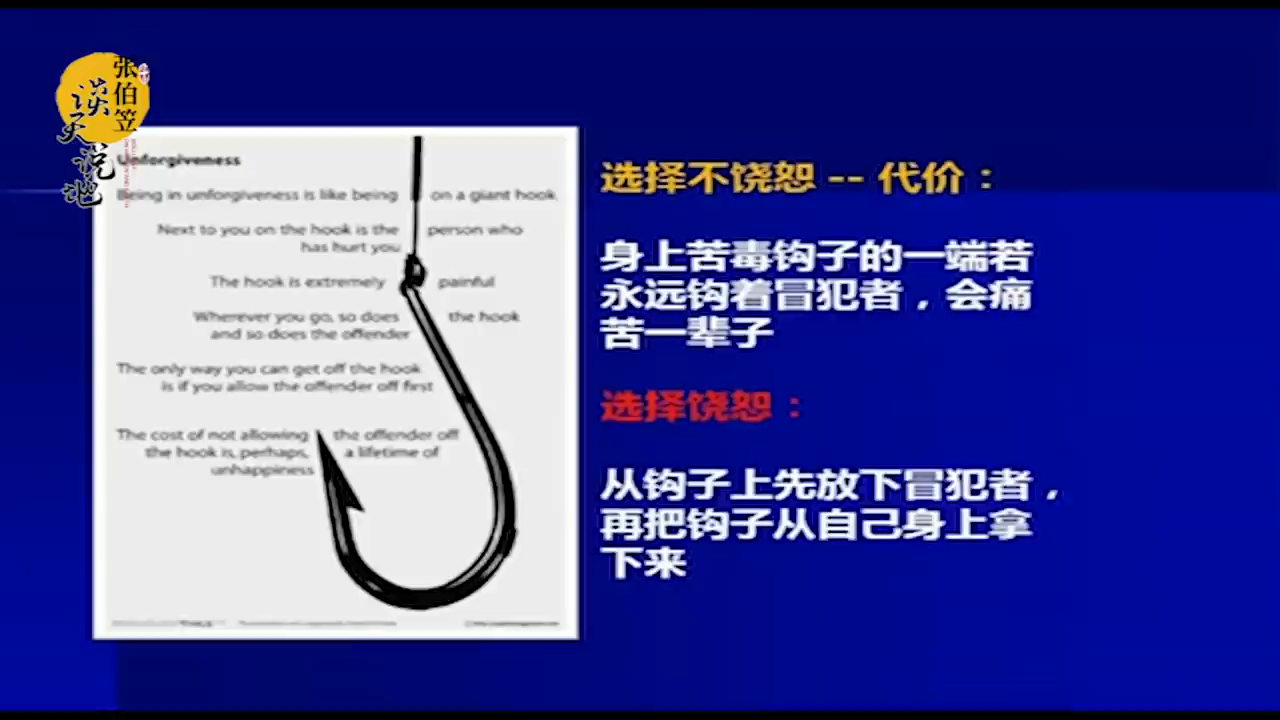 张伯笠
谈天说地
Unforgiveness
Being in unforgiveness is like being on a giant hook
Next to you on the hook is the person who
has hurt you
The hook is extremely painful
Wherever you go, so does the hook
and so does the offender
The only way you can get off the hook
is if you allow the offender off first
The cost of not allowing the offender off
the hook is, perhaps, a lifetime of
unhappiness
选择不饶恕 -- 代价：
身上苦毒钩子的一端若
永远钩着冒犯者，会痛
苦一辈子
选择饶恕：
从钩子上先放下冒犯者，
再把钩子从自己身上拿
下来